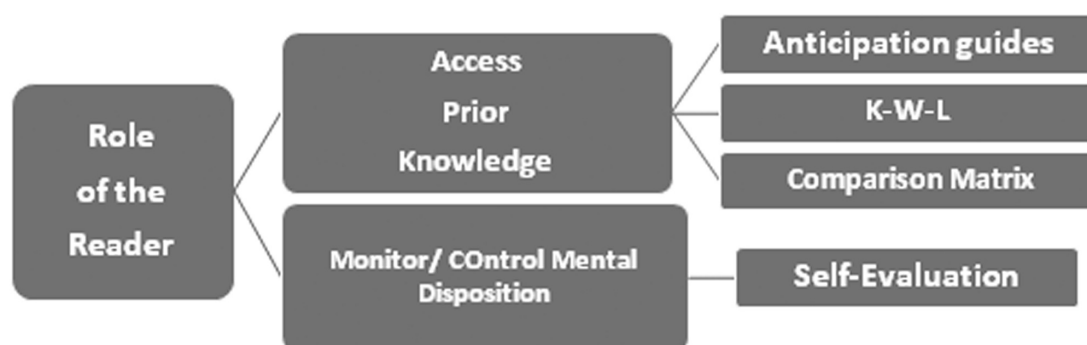 Role
of the
Reader
Access
Prior
Knowledge
Anticipation guides
K-W-L
Comparison Matrix
Monitor/ COntrol Mental
Disposition
Self-Evaluation